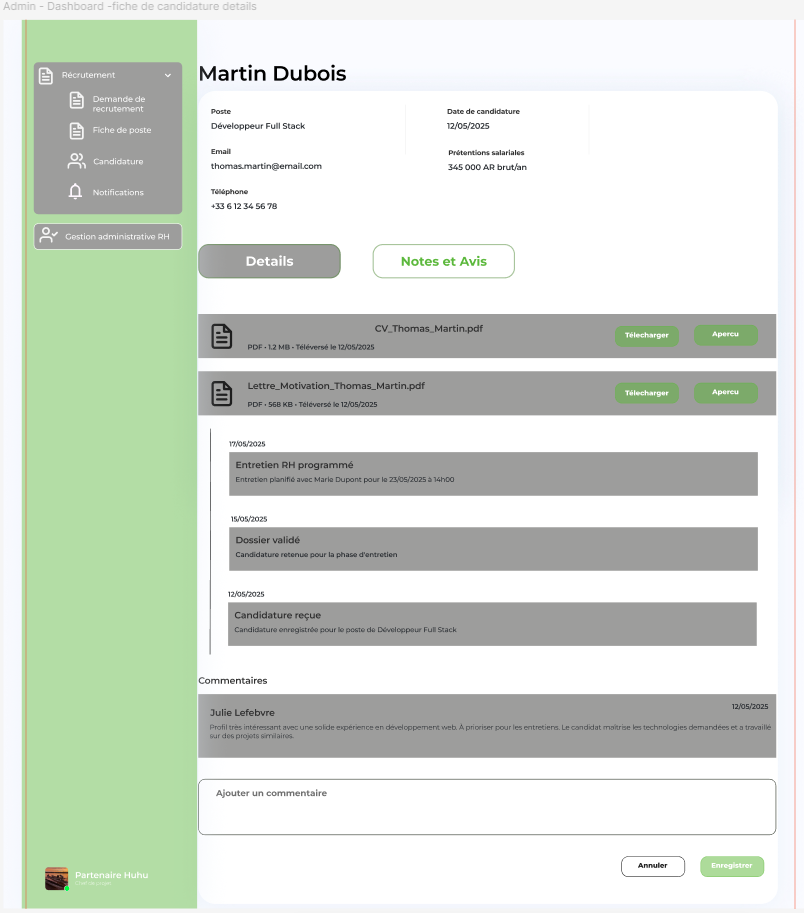 Admin - Dashboard -fiche de candidature details
Recrutement
Demande de
recrutement
Fiche de poste
Candidature
Notifications
Gestion administrative RH
Martin Dubois
Poste
Développeur Full Stack
Date de candidature
12/05/2025
Email
thomas.martin@email.com
Prétentions salariales
345 000 AR brut/an
Téléphone
+33 6 12 34 56 78
Details
Notes et Avis
CV_Thomas_Martin.pdf
PDF • 1.2 MB • Téléversé le 12/05/2025
Télecharger
Apercu
Lettre_Motivation_Thomas_Martin.pdf
PDF • 568 KB • Téléversé le 12/05/2025
Télecharger
Apercu
17/05/2025
Entretien RH programmé
Entretien planifié avec Marie Dupont pour le 23/05/2025 à 14h00
15/05/2025
Dossier validé
Candidature retenue pour la phase d'entretien
12/05/2025
Candidature reçue
Candidature enregistrée pour le poste de Développeur Full Stack
Commentaires
12/05/2025
Julie Lefebvre
Profil très intéressant avec une solide expérience en développement web. À prioriser pour les entretiens. Le candidat maîtrise les technologies demandées et a travaillé
sur des projets similaires.
Ajouter un commentaire
Annuler
Enregistrer
Partenaire Huhu
Chef de projet